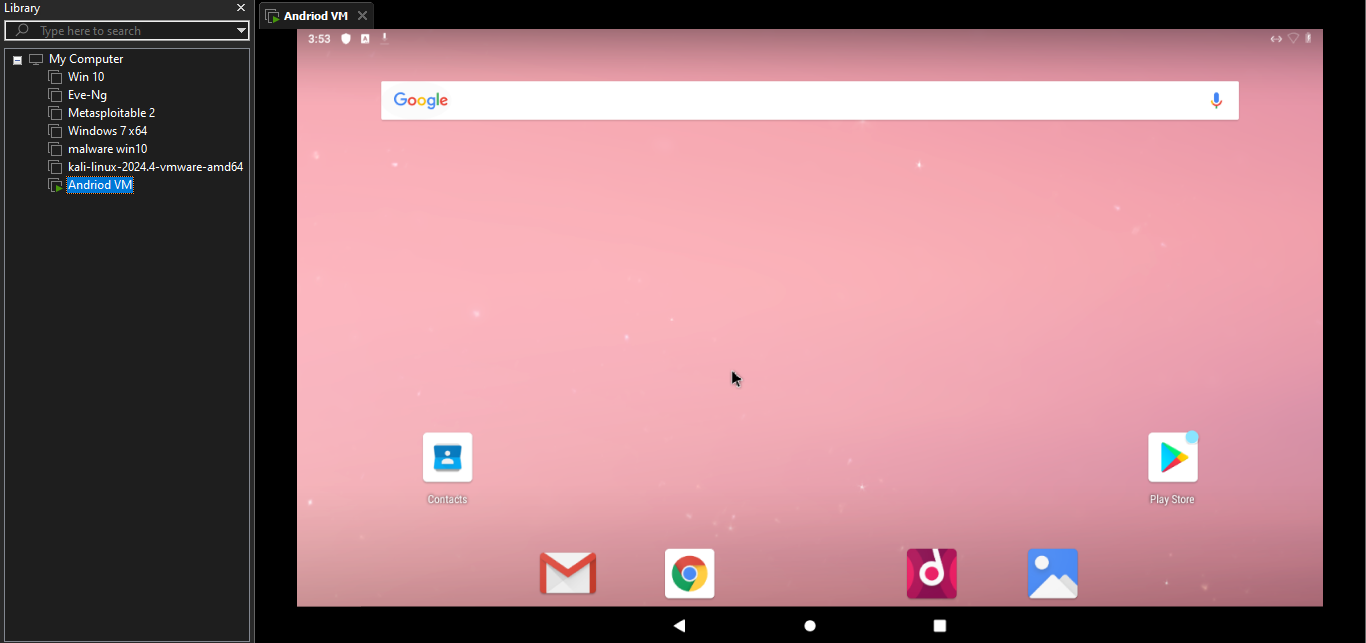 Library
Type here to search
My Computer
Win 10
Eve-Ng
Metasploitable 2
Windows 7 x64
malware win10
kali-linux-2024.4-vmware-amd64
Andriod VM
Andriod VM
3:53
Google
Contacts
Play Store